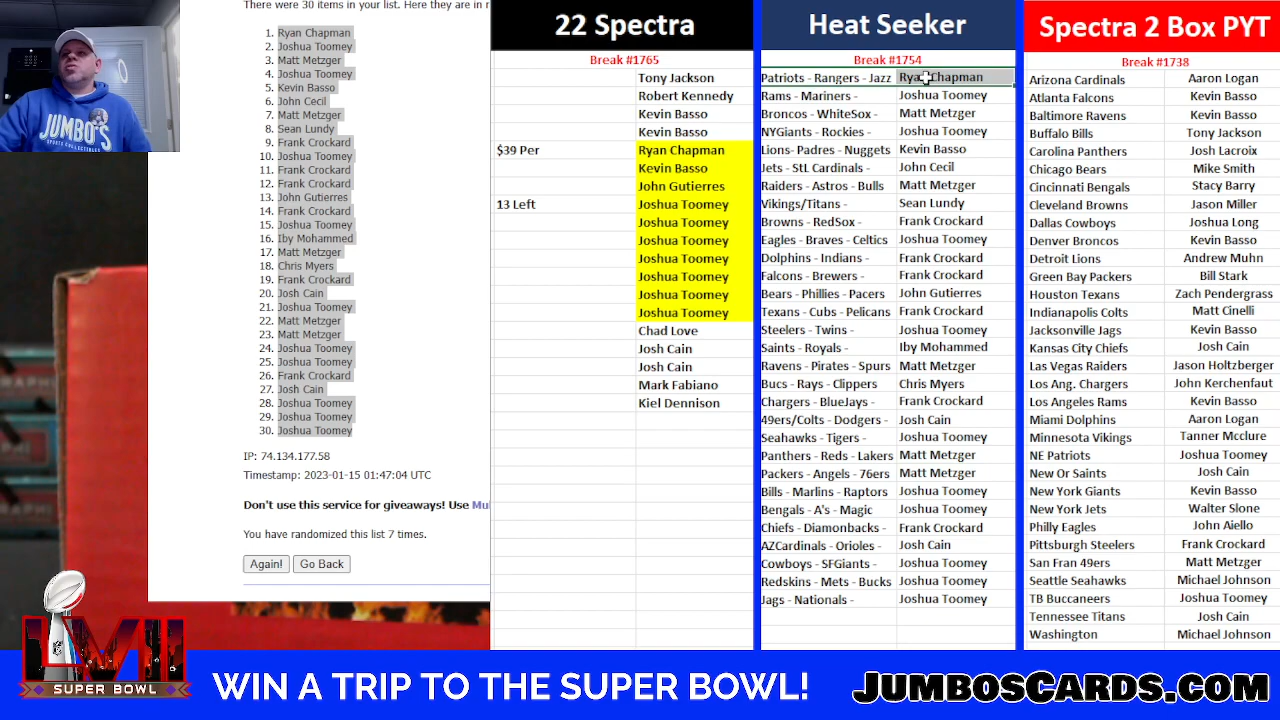 There were 30 items in your list. Here they are in r
1. Ryan Chapman
2. Joshua Toomey
3. Matt Metzger
4. Joshua Toomey
5. Kevin Basso
6. John Cecil
7. Matt Metzger
8. Sean Lundy
9. Frank Crockard
10. Joshua Toomey
11. Frank Crockard
12. Frank Crockard
13. John Gutierres
14. Frank Crockard
15. Joshua Toomey
16. Iby Mohammed
17. Matt Metzger
18. Chris Myers
19. Frank Crockard
20. Josh Cain
21. Joshua Toomey
22. Matt Metzger
23. Matt Metzger
24. Joshua Toomey
25. Joshua Toomey
26. Frank Crockard
27. Josh Cain
28. Joshua Toomey
29. Joshua Toomey
30. Joshua Toomey
IP: 74.134.177.58
Timestamp: 2023-01-15 01:47:04 UTC
Don't use this service for giveaways! Use Mu
You have randomized this list 7 times.
Again! Go Back
JUMBO'S
SPORTS COLLECTIBLES
22 Spectra
Break #1765
Tony Jackson
Robert Kennedy
Kevin Basso
Kevin Basso
$39 Per Ryan Chapman
Kevin Basso
John Gutierres
13 Left Joshua Toomey
Joshua Toomey
Joshua Toomey
Joshua Toomey
Joshua Toomey
Joshua Toomey
Joshua Toomey
Chad Love
Josh Cain
Josh Cain
Mark Fabiano
Kiel Dennison
Heat Seeker
Break #1754
Patriots - Rangers - Jazz Ryan Chapman
Rams - Mariners - Joshua Toomey
Broncos - WhiteSox - Matt Metzger
NYGiants - Rockies - Joshua Toomey
Lions- Padres - Nuggets Kevin Basso
Jets - StL Cardinals - John Cecil
Raiders - Astros - Bulls Matt Metzger
Vikings/Titans - Sean Lundy
Browns - RedSox - Frank Crockard
Eagles - Braves - Celtics Joshua Toomey
Dolphins - Indians - Frank Crockard
Falcons - Brewers - Frank Crockard
Bears - Phillies - Pacers John Gutierres
Texans - Cubs - Pelicans Frank Crockard
Steelers - Twins - Joshua Toomey
Saints - Royals - Iby Mohammed
Ravens - Pirates - Spurs Matt Metzger
Bucs - Rays - Clippers Chris Myers
Chargers - BlueJays - Frank Crockard
49ers/Colts - Dodgers - Josh Cain
Seahawks - Tigers - Joshua Toomey
Panthers - Reds - Lakers Matt Metzger
Packers - Angels - 76ers Matt Metzger
Bills - Marlins - Raptors Joshua Toomey
Bengals - A's - Magic Joshua Toomey
Chiefs - Diamonbacks - Frank Crockard
AZCardinals - Orioles - Josh Cain
Cowboys - SFGiants - Joshua Toomey
Redskins - Mets - Bucks Joshua Toomey
Jags - Nationals - Joshua Toomey
Spectra 2 Box PYT
Break #1738
Arizona Cardinals Aaron Logan
Atlanta Falcons Kevin Basso
Baltimore Ravens Kevin Basso
Buffalo Bills Tony Jackson
Carolina Panthers Josh Lacroix
Chicago Bears Mike Smith
Cincinnati Bengals Stacy Barry
Cleveland Browns Jason Miller
Dallas Cowboys Joshua Long
Denver Broncos Kevin Basso
Detroit Lions Andrew Muhn
Green Bay Packers Bill Stark
Houston Texans Zach Pendergrass
Indianapolis Colts Matt Cinelli
Jacksonville Jags Kevin Basso
Kansas City Chiefs Josh Cain
Las Vegas Raiders Jason Holtzberger
Los Ang. Chargers John Kerchenfaut
Los Angeles Rams Kevin Basso
Miami Dolphins Aaron Logan
Minnesota Vikings Tanner Mcclure
NE Patriots Joshua Toomey
New Or Saints Josh Cain
New York Giants Kevin Basso
New York Jets Walter Slone
Philly Eagles John Aiello
Pittsburgh Steelers Frank Crockard
San Fran 49ers Matt Metzger
Seattle Seahawks Michael Johnson
TB Buccaneers Joshua Toomey
Tennessee Titans Josh Cain
Washington Michael Johnson
LVII
SUPER BOWL
WIN A TRIP TO THE SUPER BOWL!
JUMBOSCARDS.COM